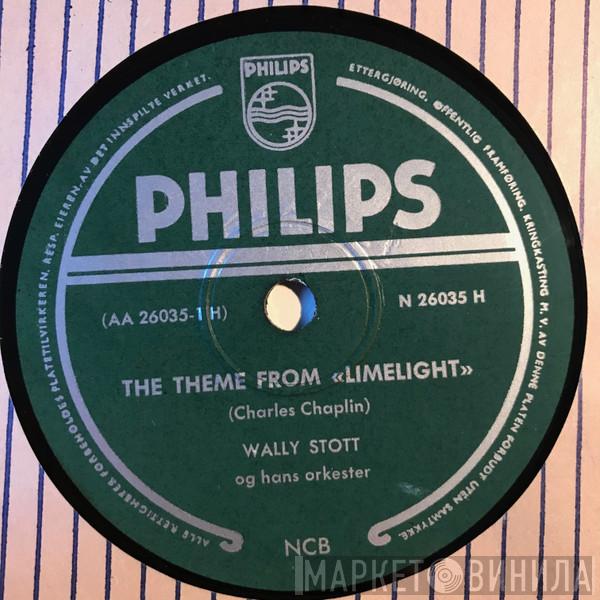 PHILIPS
ALLE RETTIGHETER FORBEHOLDES PLATETILVIRKEREN, RESP. EIEREN, AV DET INNSPILTE VERKET.
ETTERGJØRING, OFFENTLIG FRAMFØRING, KRINGKASTING M. V. AV DENNE PLATEN FORBUDT UTEN SAMTYKKE.
PHILIPS
(AA 26035-1 H)
N 26035 H
THE THEME FROM «LIMELIGHT»
(Charles Chaplin)
WALLY STOTT
og hans orkester
NCB
МАРКЕТ ВИНИЛА